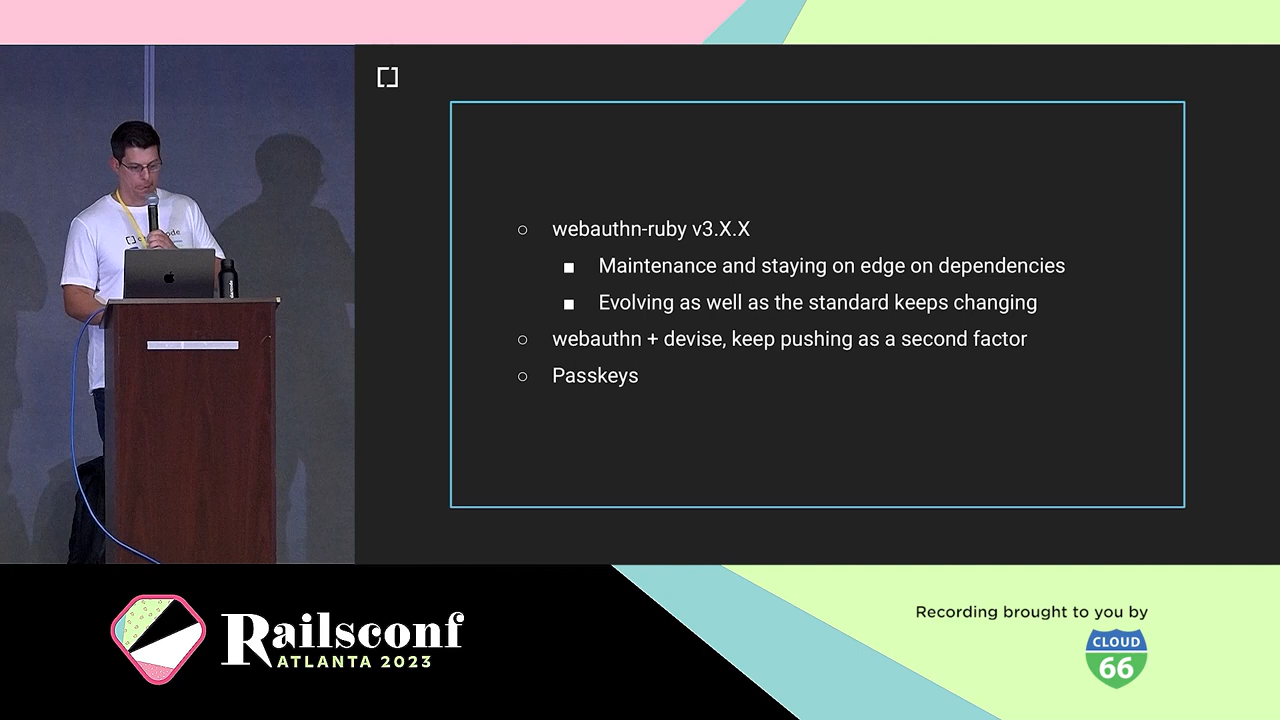 webauthn-ruby v3.X.X
Maintenance and staying on edge on dependencies
Evolving as well as the standard keeps changing
webauthn + devise, keep pushing as a second factor
Passkeys
Railsconf
ATLANTA 2023
Recording brought to you by
CLOUD
66